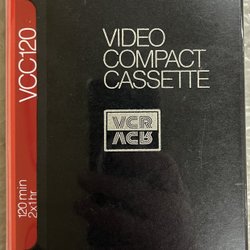 VCC120
120 min
2x1hr
VIDEO
COMPACT
CASSETTE
VCR
VCR